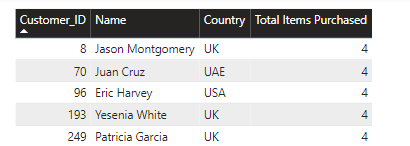 Customer_ID Name Country Total Items Purchased
8 Jason Montgomery UK 4
70 Juan Cruz UAE 4
96 Eric Harvey USA 4
193 Yesenia White UK 4
249 Patricia Garcia UK 4